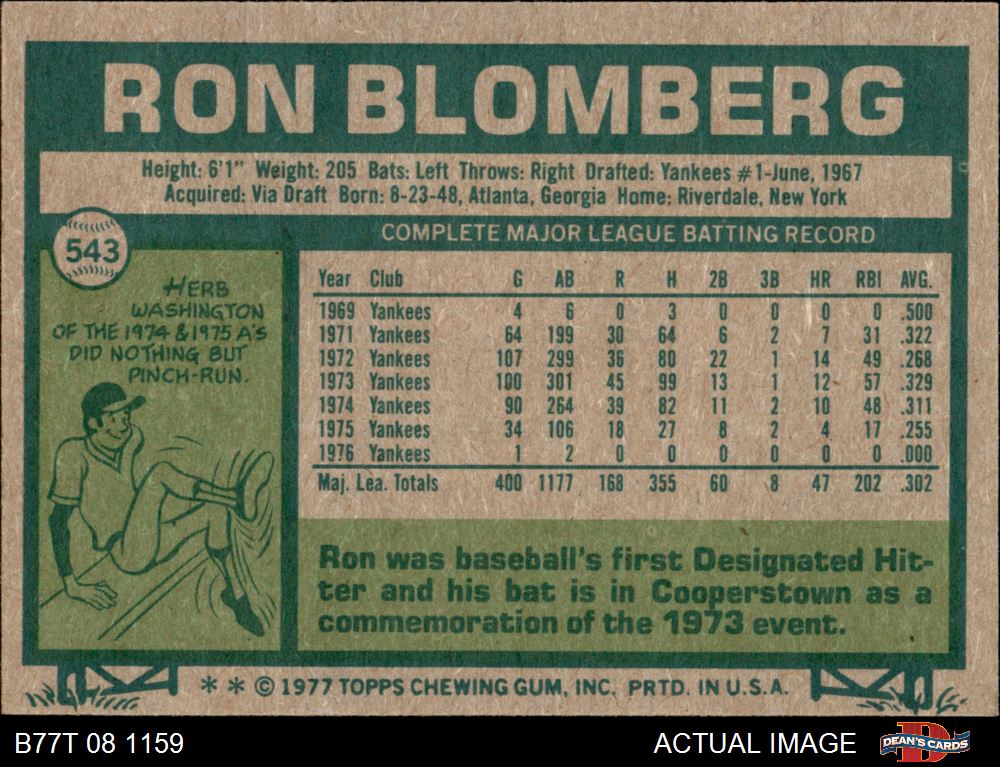 RON BLOMBERG
Height: 6'1" Weight: 205 Bats: Left Throws: Right Drafted: Yankees #1-June, 1967
Acquired: Via Draft Born: 8-23-48, Atlanta, Georgia Home: Riverdale, New York
543
HERB
WASHINGTON
OF THE 1974 & 1975 A'S
DID NOTHING BUT
PINCH-RUN.
COMPLETE MAJOR LEAGUE BATTING RECORD
Year Club G AB R H 2B 3B HR RBI AVG.
1969 Yankees 4 6 0 3 0 0 0 0 .500
1971 Yankees 64 199 30 64 6 2 7 31 .322
1972 Yankees 107 299 36 80 22 1 14 49 .268
1973 Yankees 100 301 45 99 13 1 12 57 .329
1974 Yankees 90 264 39 82 11 2 10 48 .311
1975 Yankees 34 106 18 27 8 2 4 17 .255
1976 Yankees 1 2 0 0 0 0 0 0 .000
Maj. Lea. Totals 400 1177 168 355 60 8 47 202 .302
Ron was baseball's first Designated Hit-
ter and his bat is in Cooperstown as a
commemoration of the 1973 event.
* * © 1977 TOPPS CHEWING GUM, INC. PRTD. IN U.S.A.
B77T 08 1159
ACTUAL IMAGE
DEAN'S CARDS